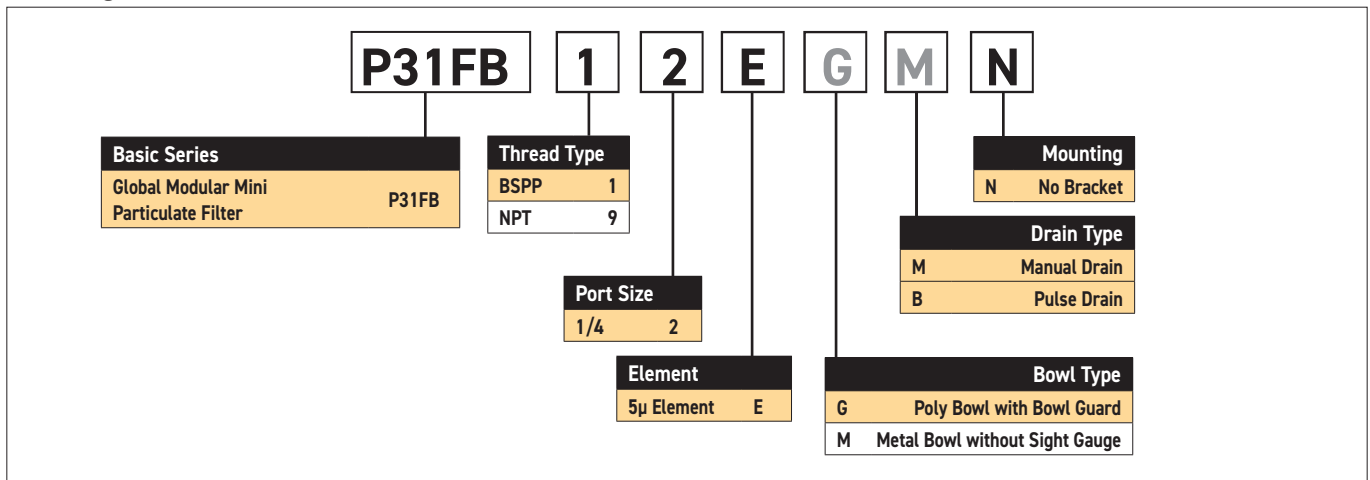 P31FB 1 2 E G M N
Basic Series
Global Modular Mini
Particulate Filter P31FB
Thread Type
BSPP 1
NPT 9
Mounting
N No Bracket
Drain Type
M Manual Drain
B Pulse Drain
Port Size
1/4 2
Element
5µ Element E
Bowl Type
G Poly Bowl with Bowl Guard
M Metal Bowl without Sight Gauge